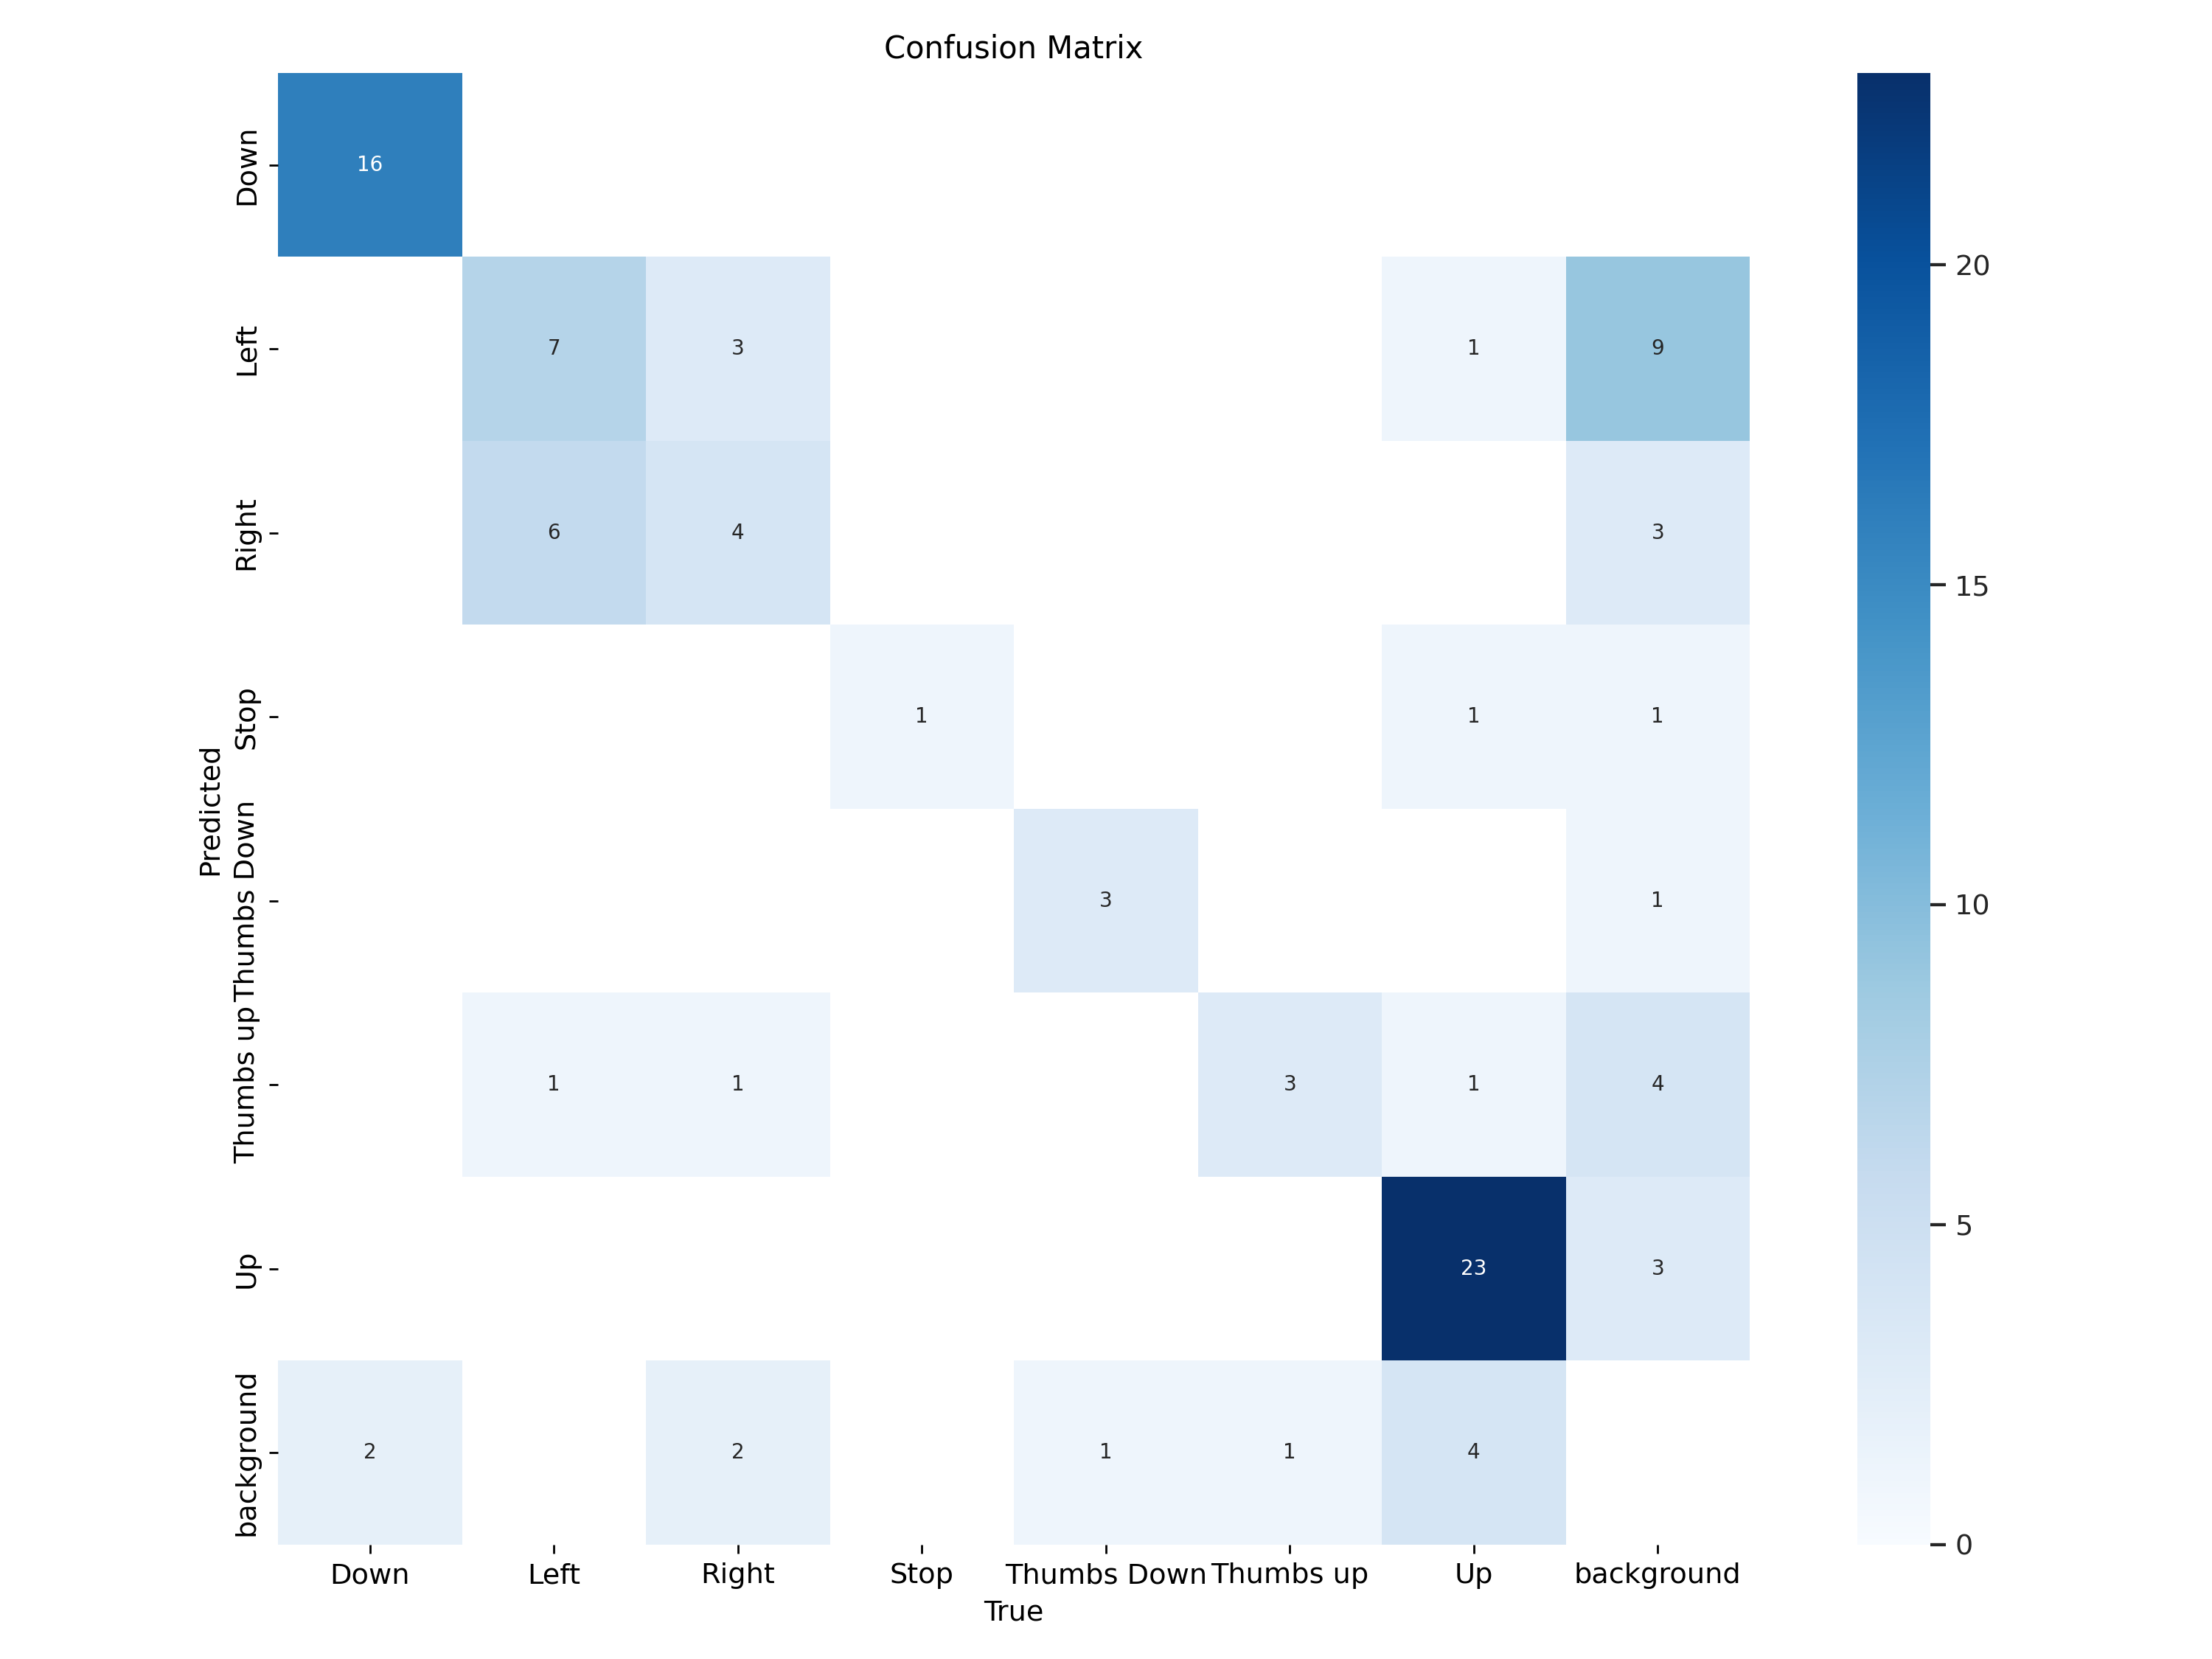 Confusion Matrix
Down
16
Left
7 3 1 9
20
Right
6 4 3
15
Stop
1 1 1
Predicted
Thumbs Down
3 1
10
Thumbs up
1 1 3 1 4
Up
23 3
5
background
2 2 1 1 4
0
Down Left Right Stop Thumbs Down Thumbs up Up background
True